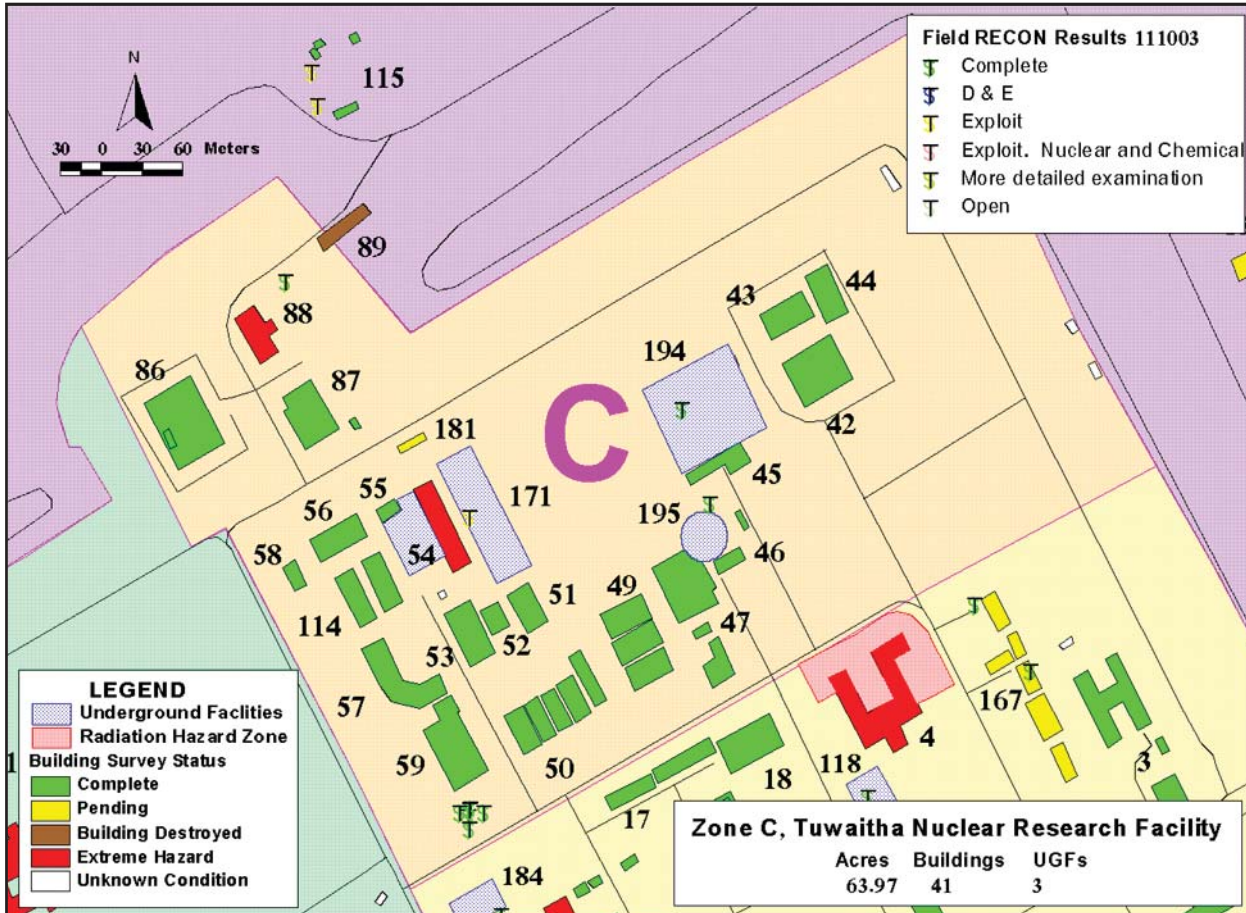 Field RECON Results 111003
Complete
D & E
Exploit
Exploit. Nuclear and Chemical
More detailed examination
Open
N
30 0 30 60 Meters
115
89
88
86
87
43
44
194
42
181
C
45
55
171
56
195
58
54
46
49
51
114
52
47
53
57
167
4
3
59
50
118
18
17
184
LEGEND
Underground Facilities
Radiation Hazard Zone
Building Survey Status
Complete
Pending
Building Destroyed
Extreme Hazard
Unknown Condition
Zone C, Tuwaitha Nuclear Research Facility
Acres Buildings UGFs
63.97 41 3